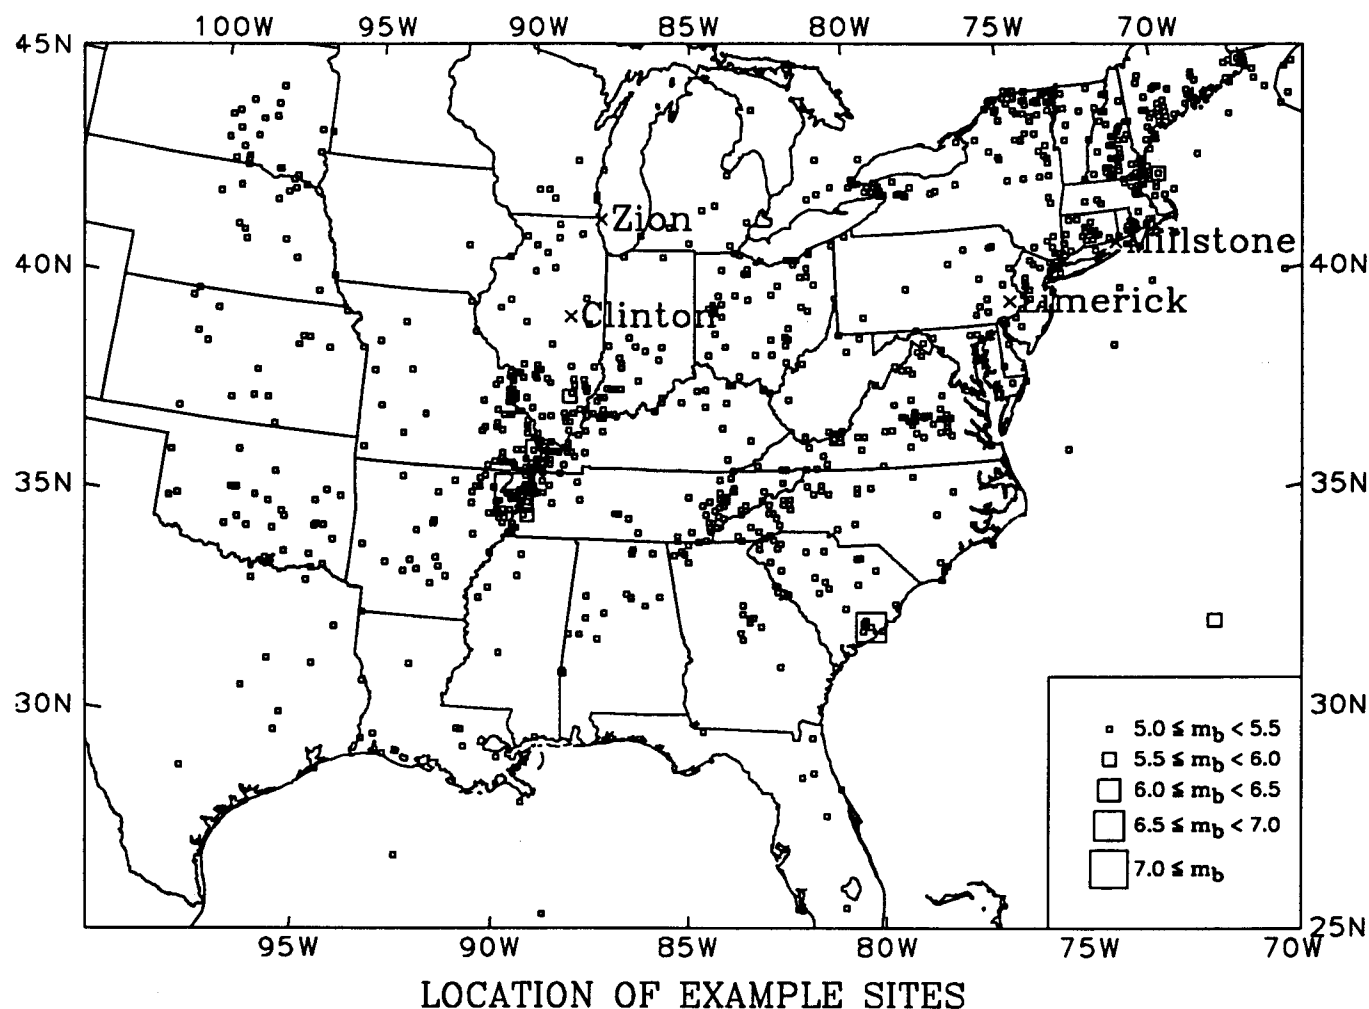 100W 95W 90W 85W 80W 75W 70W
45N
Zion
Millstone
40N 40N
Limerick
Clinton
35N 35N
30N 30N
5.0 ≤ mb < 5.5
5.5 ≤ mb < 6.0
6.0 ≤ mb < 6.5
6.5 ≤ mb < 7.0
7.0 ≤ mb
25N
95W 90W 85W 80W 75W 70W
LOCATION OF EXAMPLE SITES